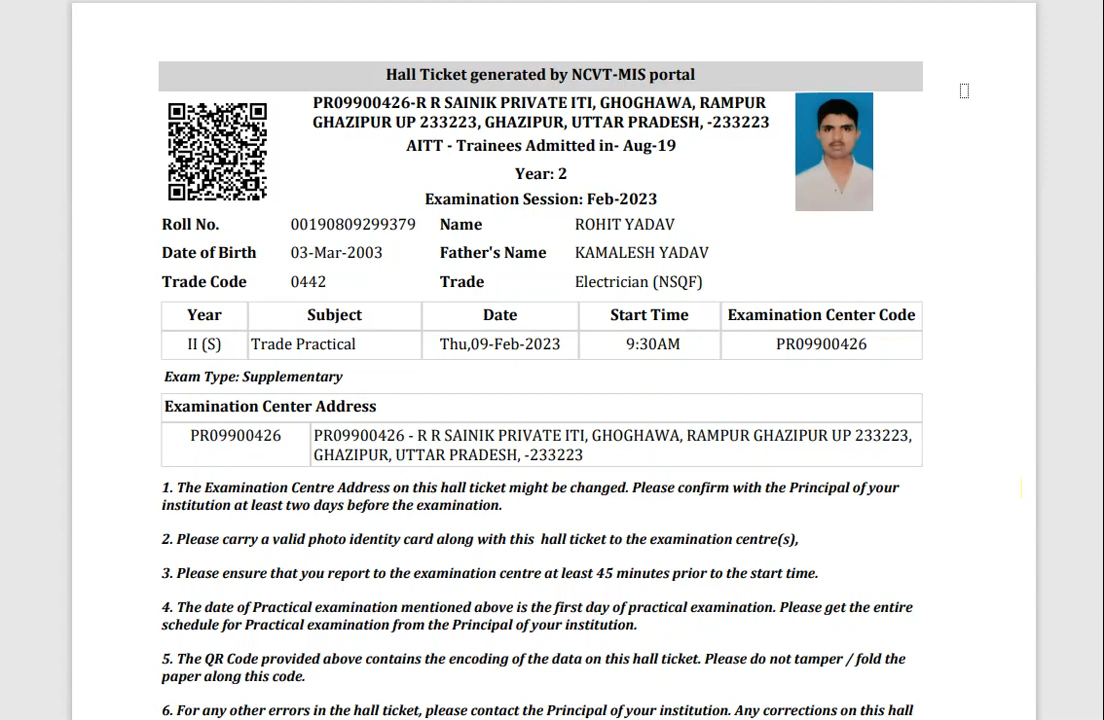 Hall Ticket generated by NCVT-MIS portal
PR09900426-R R SAINIK PRIVATE ITI, GHOGHAWA, RAMPUR
GHAZIPUR UP 233223, GHAZIPUR, UTTAR PRADESH, -233223
AITT - Trainees Admitted in- Aug-19
Year: 2
Examination Session: Feb-2023
Roll No. 00190809299379 Name ROHIT YADAV
Date of Birth 03-Mar-2003 Father's Name KAMALESH YADAV
Trade Code 0442 Trade Electrician (NSQF)
Year Subject Date Start Time Examination Center Code
II (S) Trade Practical Thu,09-Feb-2023 9:30AM PR09900426
Exam Type: Supplementary
Examination Center Address
PR09900426 PR09900426 - R R SAINIK PRIVATE ITI, GHOGHAWA, RAMPUR GHAZIPUR UP 233223,
GHAZIPUR, UTTAR PRADESH, -233223
1. The Examination Centre Address on this hall ticket might be changed. Please confirm with the Principal of your
institution at least two days before the examination.
2. Please carry a valid photo identity card along with this hall ticket to the examination centre(s),
3. Please ensure that you report to the examination centre at least 45 minutes prior to the start time.
4. The date of Practical examination mentioned above is the first day of practical examination. Please get the entire
schedule for Practical examination from the Principal of your institution.
5. The QR Code provided above contains the encoding of the data on this hall ticket. Please do not tamper / fold the
paper along this code.
6. For any other errors in the hall ticket, please contact the Principal of your institution. Any corrections on this hall